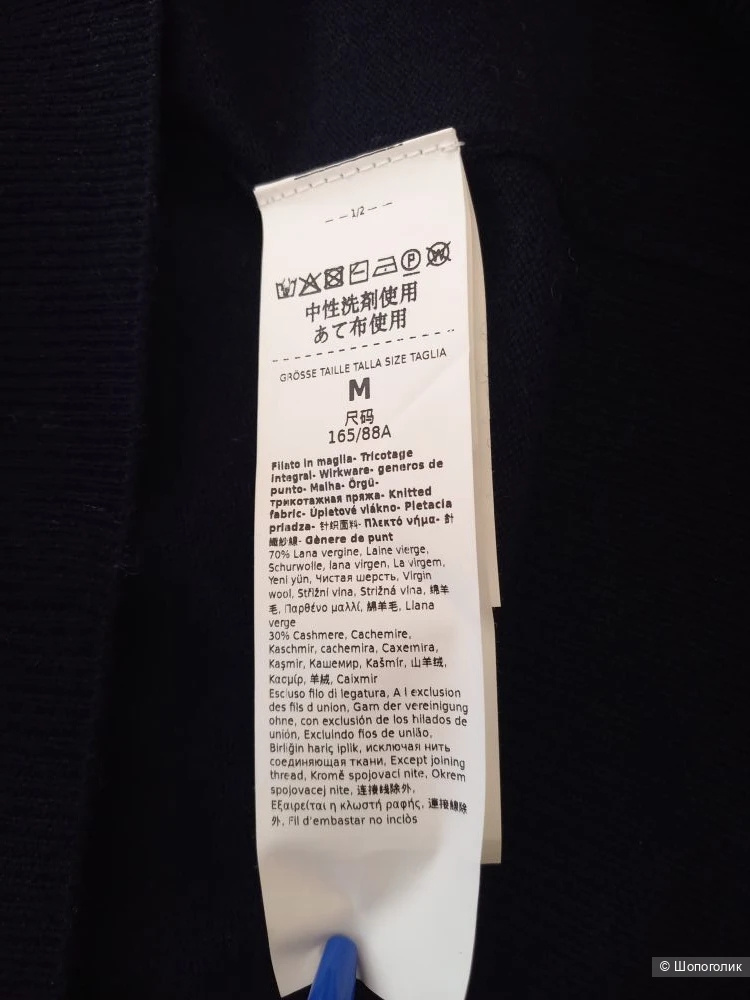 — — 1/2 — —
中性洗剤使用
あて布使用
GRÖSSE TAILLE TALLA SIZE TAGLIA
M
尺码
165/88A
Filato in maglia- Tricotage
integral- Wirkware- generos de
punto- Malha- Örgü-
трикотажная пряжа- Knitted
fabric- Úpletové vlákno- Pletacia
priadza- 针织面料- Πλεκτό νήμα- 針
織紗線- Gènere de punt
70% Lana vergine, Laine vierge,
Schurwolle, lana virgen, La virgem,
Yeni yün, Чистая шерсть, Virgin
wool, Střižní vlna, Strižná vlna, 绵羊
毛, Παρθένο μαλλί, 綿羊毛, Llana
verge
30% Cashmere, Cachemire,
Kaschmir, cachemira, Caxemira,
Kaşmir, Кашемир, Kašmír, 山羊绒,
Κασμίρ, 羊絨, Caixmir
Escluso filo di legatura, A l exclusion
des fils d union, Garn der vereinigung
ohne, con exclusión de los hilados de
unión, Excluindo fios de união,
Birliğin hariç iplik, исключая нить
соединяющая ткани, Except joining
thread, Kromě spojovací nite, Okrem
spojovacej nite, 连接线除外,
Εξαιρείται η κλωστή ραφής, 連接線除
外, Fil d'embastar no inclòs
© Шопоголик